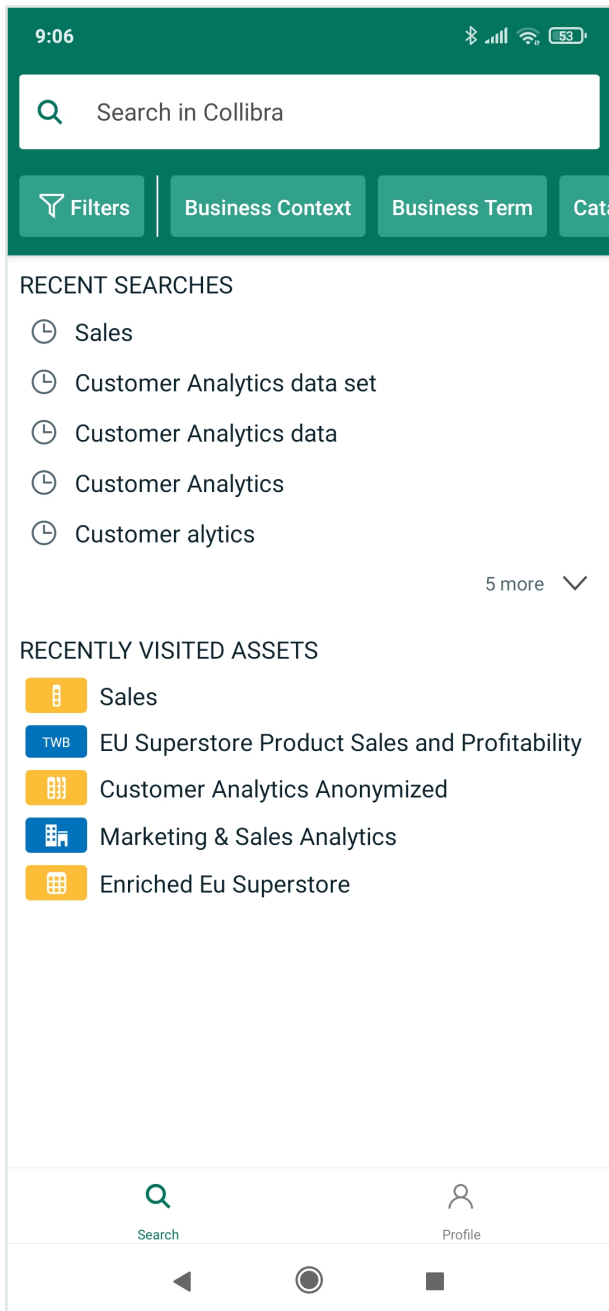 9:06
53
Search in Collibra
Filters
Business Context
Business Term
Cata
RECENT SEARCHES
Sales
Customer Analytics data set
Customer Analytics data
Customer Analytics
Customer alytics
5 more
RECENTLY VISITED ASSETS
Sales
TWB EU Superstore Product Sales and Profitability
Customer Analytics Anonymized
Marketing & Sales Analytics
Enriched Eu Superstore
Search
Profile